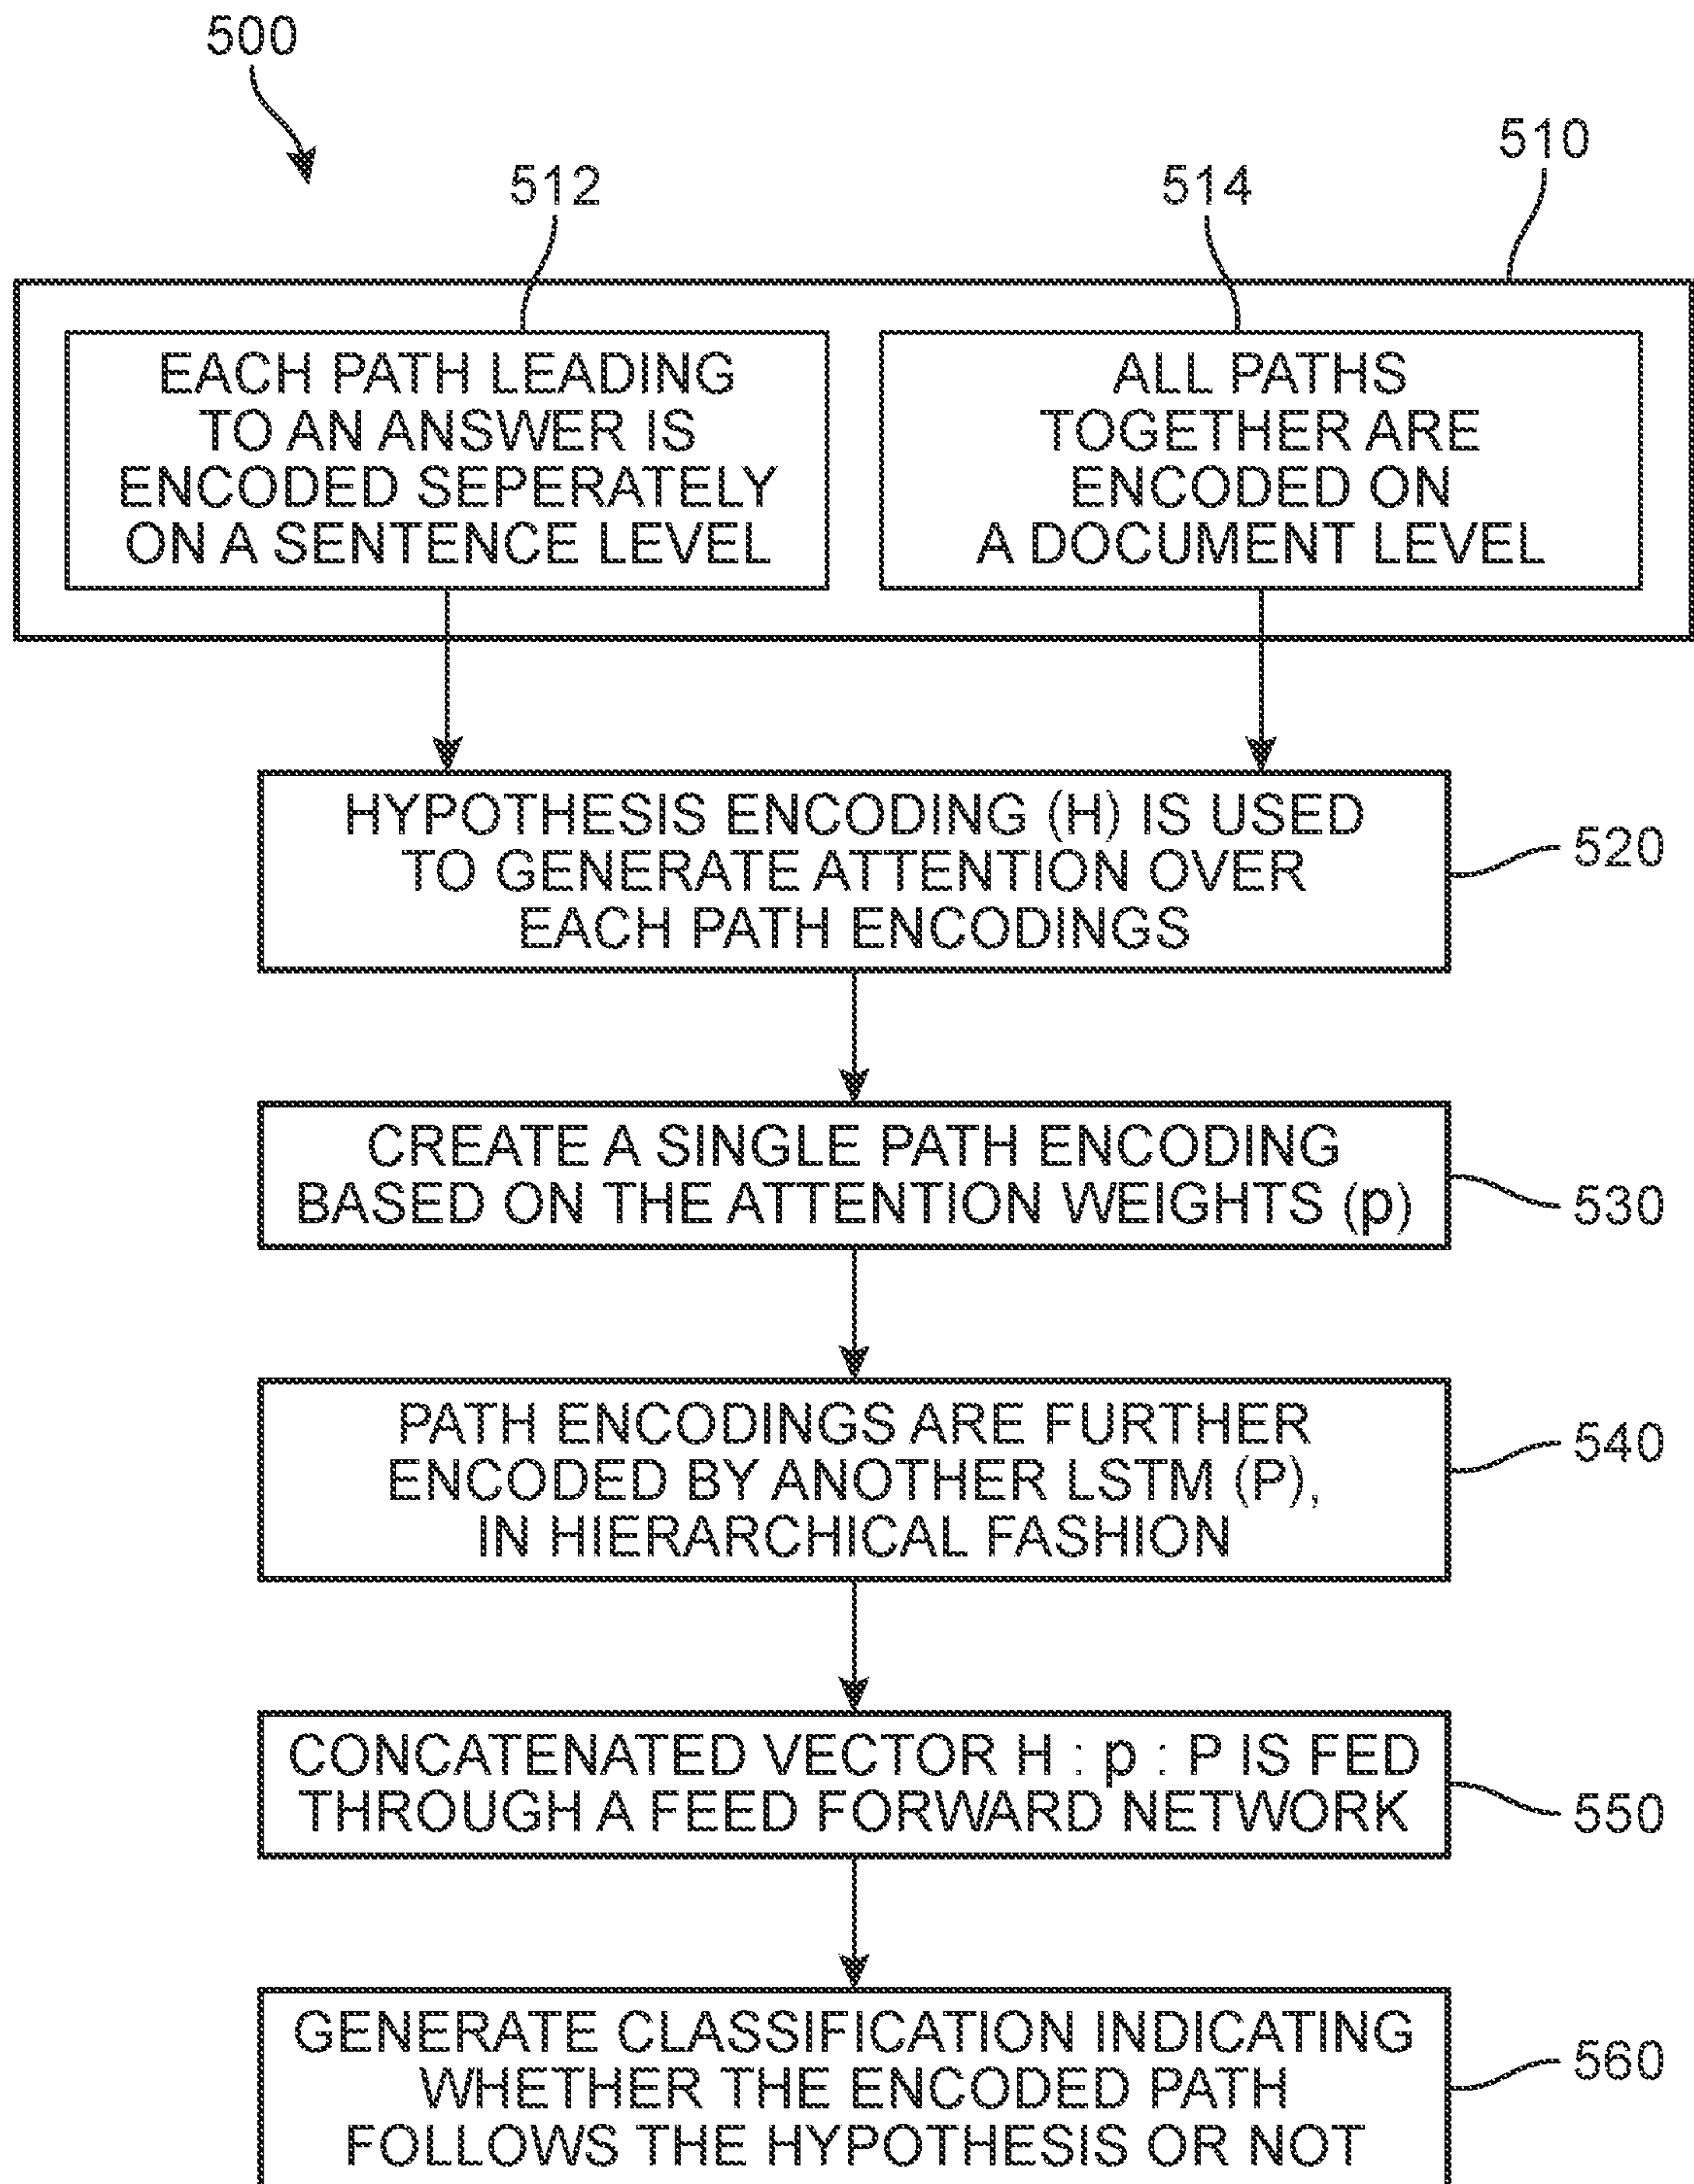 500
510
512
514
EACH PATH LEADING
TO AN ANSWER IS
ENCODED SEPERATELY
ON A SENTENCE LEVEL
ALL PATHS
TOGETHER ARE
ENCODED ON
A DOCUMENT LEVEL
HYPOTHESIS ENCODING (H) IS USED
TO GENERATE ATTENTION OVER
EACH PATH ENCODINGS
520
CREATE A SINGLE PATH ENCODING
BASED ON THE ATTENTION WEIGHTS (p)
530
PATH ENCODINGS ARE FURTHER
ENCODED BY ANOTHER LSTM (P),
IN HIERARCHICAL FASHION
540
CONCATENATED VECTOR H : p : P IS FED
THROUGH A FEED FORWARD NETWORK
550
GENERATE CLASSIFICATION INDICATING
WHETHER THE ENCODED PATH
FOLLOWS THE HYPOTHESIS OR NOT
560